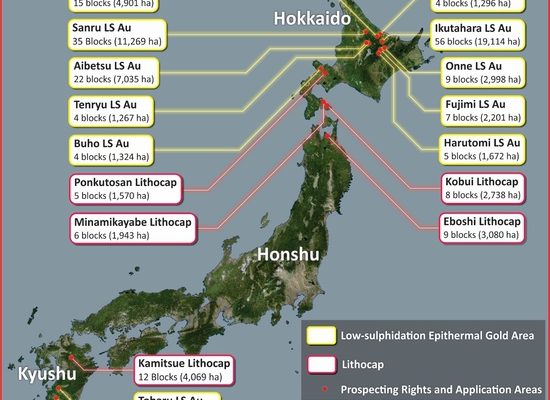 15 blocks (4,901 ha)
4 blocks (1,296 ha)
Hokkaido
Sanru LS Au
35 Blocks (11,269 ha)
Ikutahara LS Au
56 blocks (19,114 ha)
Aibetsu LS Au
22 blocks (7,035 ha)
Onne LS Au
9 blocks (2,998 ha)
Tenryu LS Au
4 blocks (1,267 ha)
Fujimi LS Au
7 blocks (2,201 ha)
Buho LS Au
4 blocks (1,324 ha)
Harutomi LS Au
5 blocks (1,672 ha)
Ponkutosan Lithocap
5 blocks (1,570 ha)
Kobui Lithocap
8 blocks (2,738 ha)
Minamikayabe Lithocap
6 blocks (1,943 ha)
Eboshi Lithocap
9 blocks (3,080 ha)
Honshu
Low-sulphidation Epithermal Gold Area
Lithocap
Prospecting Rights and Application Areas
Kyushu
Kamitsue Lithocap
12 Blocks (4,069 ha)
LS Au